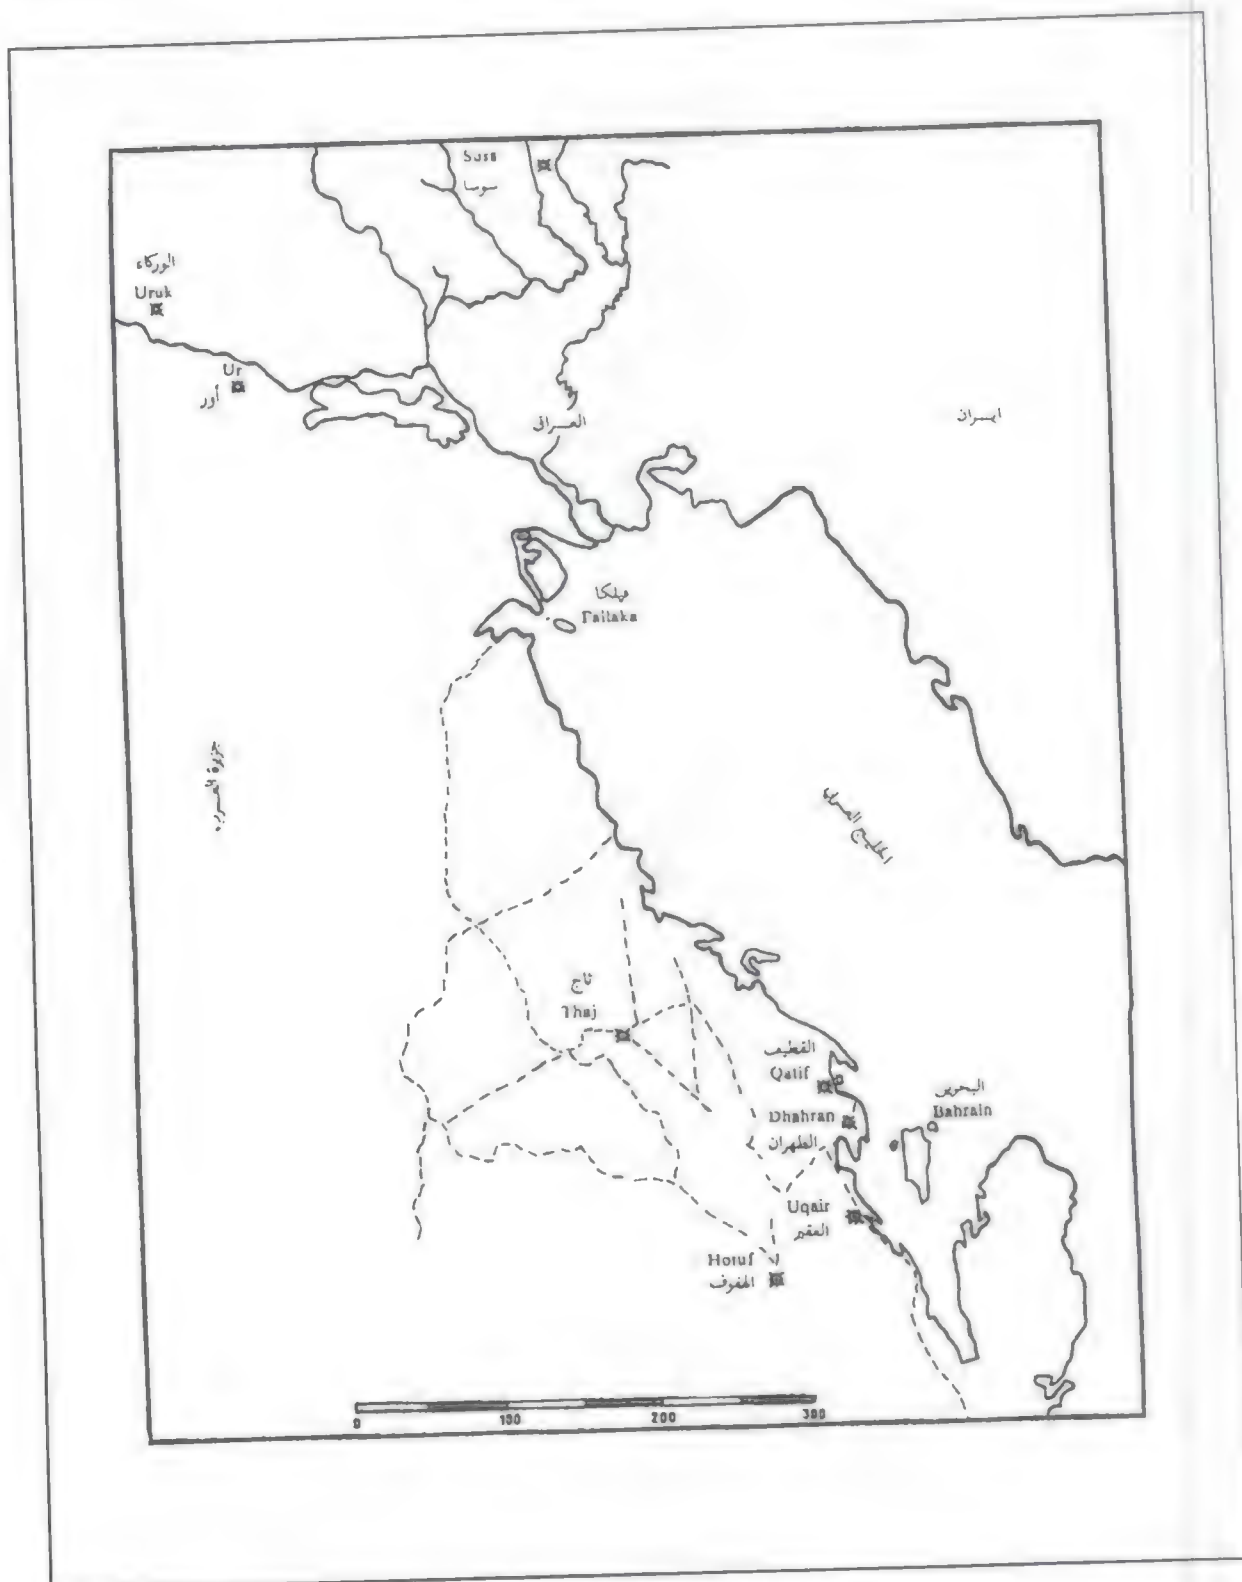 Susa
سوسا
الوركاء
Uruk
Ur
أور
العراق
ايران
فيلكا
Failaka
جزيرة العرب
الخليج العربي
ثاج
Thaj
القطيف
Qatif
البحرين
Bahrain
Dhahran
الظهران
Uqair
العقير
Hofuf
الهفوف
0 100 200 300